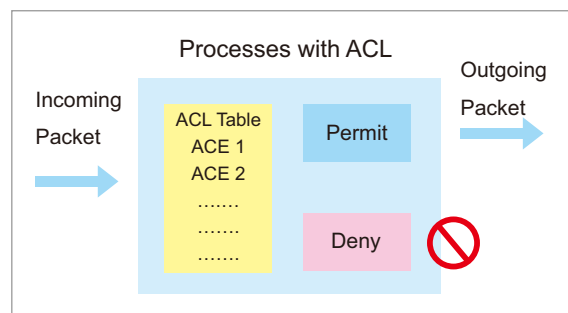 Processes with ACL
Incoming
Packet
ACL Table
ACE 1
ACE 2
.......
.......
.......
Permit
Deny
Outgoing
Packet